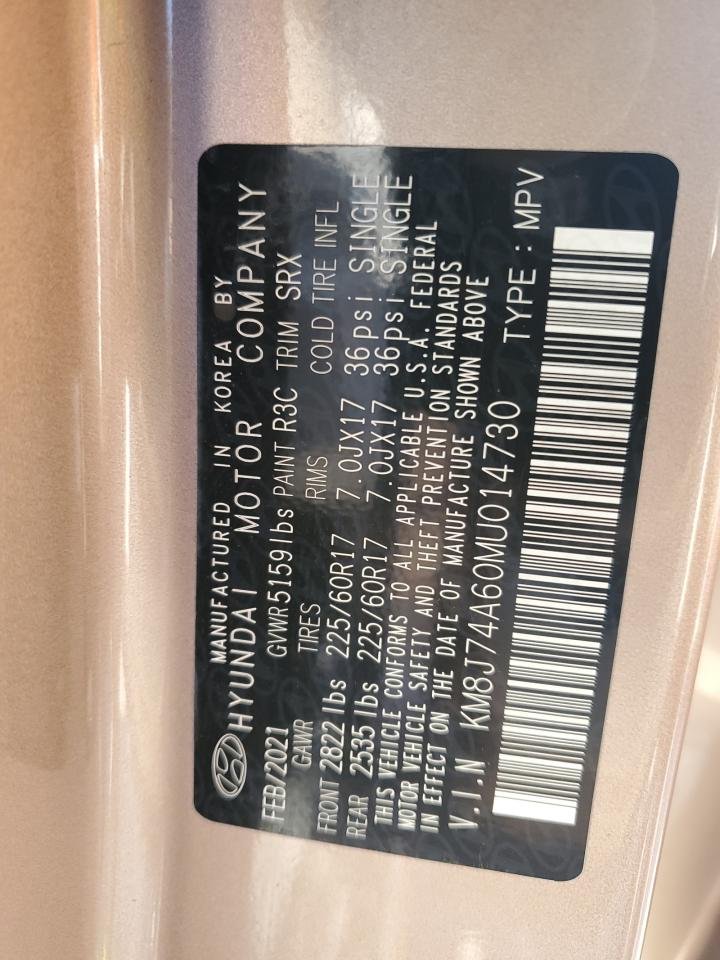 MANUFACTURED IN KOREA BY
HYUNDAI MOTOR COMPANY
FEB/2021 GVWR 5159 lbs PAINT R3C TRIM SRX
GAWR TIRES RIMS COLD TIRE INFL
FRONT 2822 lbs 225/60R17 7.0JX17 36psi SINGLE
REAR 2535 lbs 225/60R17 7.0JX17 36psi SINGLE
THIS VEHICLE CONFORMS TO ALL APPLICABLE U.S.A. FEDERAL
MOTOR VEHICLE SAFETY AND THEFT PREVENTION STANDARDS
IN EFFECT ON THE DATE OF MANUFACTURE SHOWN ABOVE
V.I.N KM8J74A60MU014730 TYPE : MPV